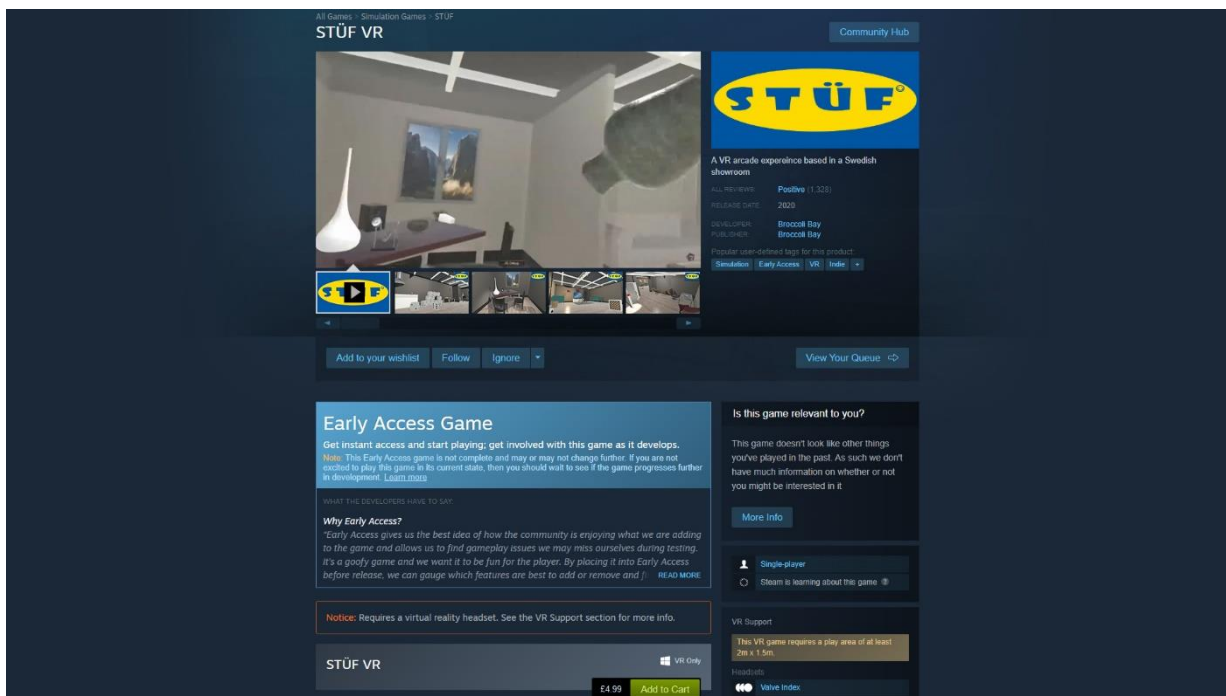 All Games > Simulation Games > STÜF
STÜF VR
Community Hub
STÜF
A VR arcade expereince based in a Swedish
showroom
ALL REVIEWS: Positive (1,328)
RELEASE DATE: 2020
DEVELOPER: Broccoli Bay
PUBLISHER: Broccoli Bay
Popular user-defined tags for this product:
Simulation Early Access VR Indie +
STÜF
Add to your wishlist Follow Ignore
View Your Queue
Early Access Game
Get instant access and start playing; get involved with this game as it develops.
Note: This Early Access game is not complete and may or may not change further. If you are not
excited to play this game in its current state, then you should wait to see if the game progresses further
in development. Learn more
WHAT THE DEVELOPERS HAVE TO SAY:
Why Early Access?
"Early Access gives us the best idea of how the community is enjoying what we are adding
to the game and allows us to find gameplay issues we may miss ourselves during testing.
It's a goofy game and we want it to be fun for the player. By placing it into Early Access
before release, we can gauge which features are best to add or remove and READ MORE
Notice: Requires a virtual reality headset. See the VR Support section for more info.
STÜF VR
VR Only
£4.99 Add to Cart
Is this game relevant to you?
This game doesn't look like other things
you've played in the past. As such we don't
have much information on whether or not
you might be interested in it
More Info
Single-player
Steam is learning about this game ?
VR Support
This VR game requires a play area of at least
2m x 1.5m.
Headsets
Valve Index